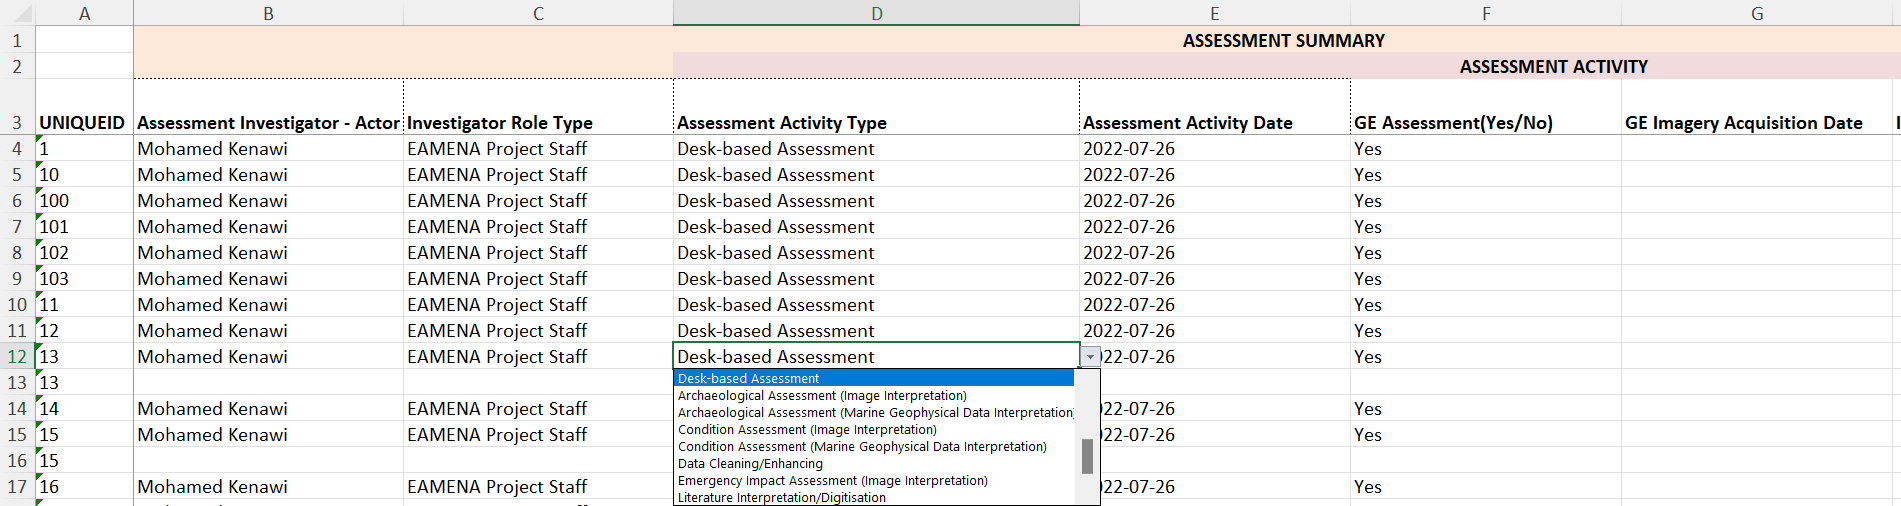 A B C D E F G
1 ASSESSMENT SUMMARY
2 ASSESSMENT ACTIVITY
3 UNIQUEID Assessment Investigator - Actor Investigator Role Type Assessment Activity Type Assessment Activity Date GE Assessment(Yes/No) GE Imagery Acquisition Date
4 1 Mohamed Kenawi EAMENA Project Staff Desk-based Assessment 2022-07-26 Yes
5 10 Mohamed Kenawi EAMENA Project Staff Desk-based Assessment 2022-07-26 Yes
6 100 Mohamed Kenawi EAMENA Project Staff Desk-based Assessment 2022-07-26 Yes
7 101 Mohamed Kenawi EAMENA Project Staff Desk-based Assessment 2022-07-26 Yes
8 102 Mohamed Kenawi EAMENA Project Staff Desk-based Assessment 2022-07-26 Yes
9 103 Mohamed Kenawi EAMENA Project Staff Desk-based Assessment 2022-07-26 Yes
10 11 Mohamed Kenawi EAMENA Project Staff Desk-based Assessment 2022-07-26 Yes
11 12 Mohamed Kenawi EAMENA Project Staff Desk-based Assessment 2022-07-26 Yes
12 13 Mohamed Kenawi EAMENA Project Staff Desk-based Assessment 22-07-26 Yes
13 13
14 14 Mohamed Kenawi EAMENA Project Staff 22-07-26 Yes
15 15 Mohamed Kenawi EAMENA Project Staff 22-07-26 Yes
16 15
17 16 Mohamed Kenawi EAMENA Project Staff 22-07-26 Yes
Desk-based Assessment
Archaeological Assessment (Image Interpretation)
Archaeological Assessment (Marine Geophysical Data Interpretation)
Condition Assessment (Image Interpretation)
Condition Assessment (Marine Geophysical Data Interpretation)
Data Cleaning/Enhancing
Emergency Impact Assessment (Image Interpretation)
Literature Interpretation/Digitisation